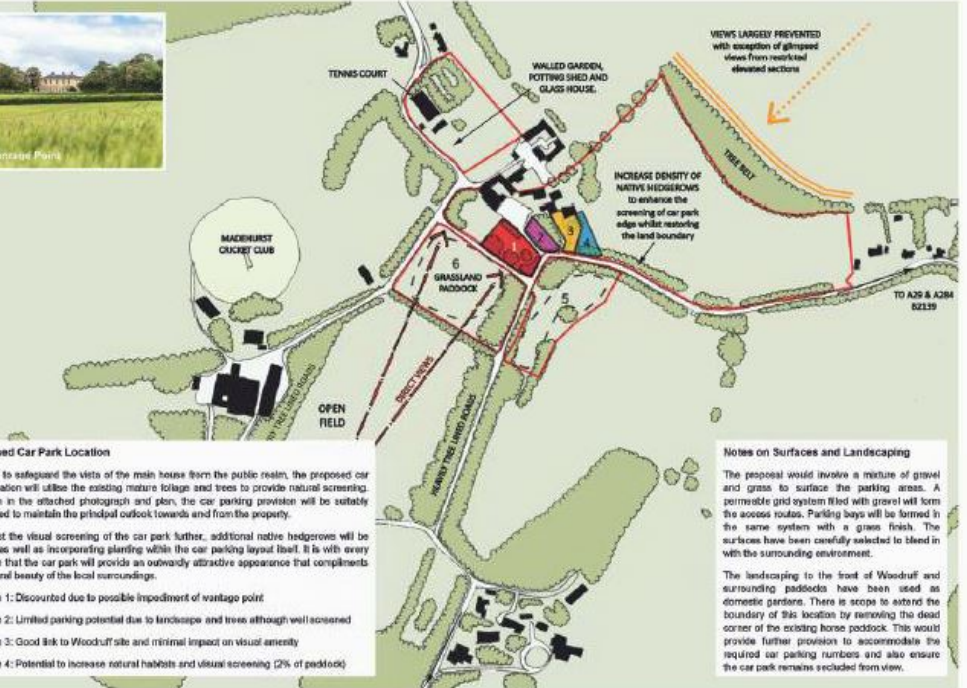 VIEWS LARGELY PREVENTED
with exception of glimpsed
views from restricted
elevated sections
WALLED GARDEN,
POTTING SHED AND
GLASS HOUSE.
TENNIS COURT
TREE BELT
INCREASE DENSITY OF
NATIVE HEDGEROWS
to enhance the
screening of car park
edge whilst restoring
the land boundary
MADEHURST
CRICKET CLUB
1
3
4
6
GRASSLAND
PADDOCK
5
TO A29 & A284
B2139
DIRECT VIEWS
TREE LINED ROADS
OPEN
FIELD
HEAVILY TREE LINED ROADS
Car Park Location
to safeguard the vista of the main house from the public realm, the proposed car
will utilise the existing mature foliage and trees to provide natural screening.
in the attached photograph and plan, the car parking provision will be suitably
to maintain the principal outlook towards and from the property.
the visual screening of the car park further, additional native hedgerows will be
as well as incorporating planting within the car parking layout itself. It is with every
that the car park will provide an outwardly attractive appearance that compliments
beauty of the local surroundings.
1: Discounted due to possible impediment of vantage point
2: Limited parking potential due to landscape and trees although well screened
3: Good link to Woodruff site and minimal impact on visual amenity
4: Potential to increase natural habitats and visual screening (2% of paddock)
Notes on Surfaces and Landscaping
The proposal would involve a mixture of gravel
and grass to surface the parking areas. A
permeable grid system filled with gravel will form
the access routes. Parking bays will be formed in
the same system with a grass finish. The
surfaces have been carefully selected to blend in
with the surrounding environment.
The landscaping to the front of Woodruff and
surrounding paddocks have been used as
domestic gardens. There is scope to extend the
boundary of this location by removing the dead
corner of the existing horse paddock. This would
provide further provision to accommodate the
required car parking numbers and also ensure
the car park remains secluded from view.